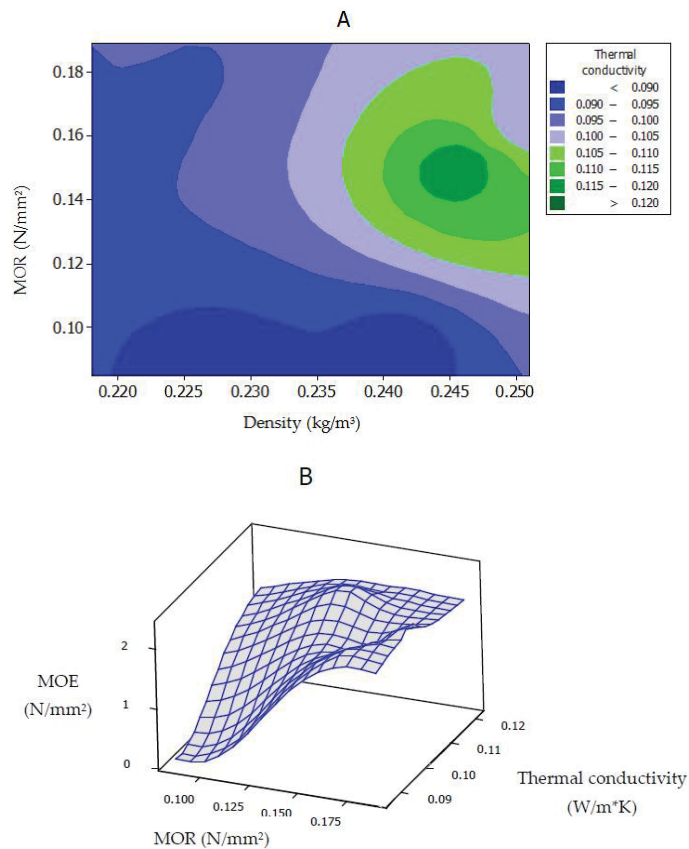 A
Thermal
conductivity
< 0.090
0.090 – 0.095
0.095 – 0.100
0.100 – 0.105
0.105 – 0.110
0.110 – 0.115
0.115 – 0.120
> 0.120
0.18
0.16
0.14
0.12
0.10
MOR (N/mm²)
0.220 0.225 0.230 0.235 0.240 0.245 0.250
Density (kg/m³)
B
2
1
0
MOE
(N/mm²)
0.100 0.125 0.150 0.175
MOR (N/mm²)
0.12
0.11
0.10
0.09
Thermal conductivity
(W/m*K)